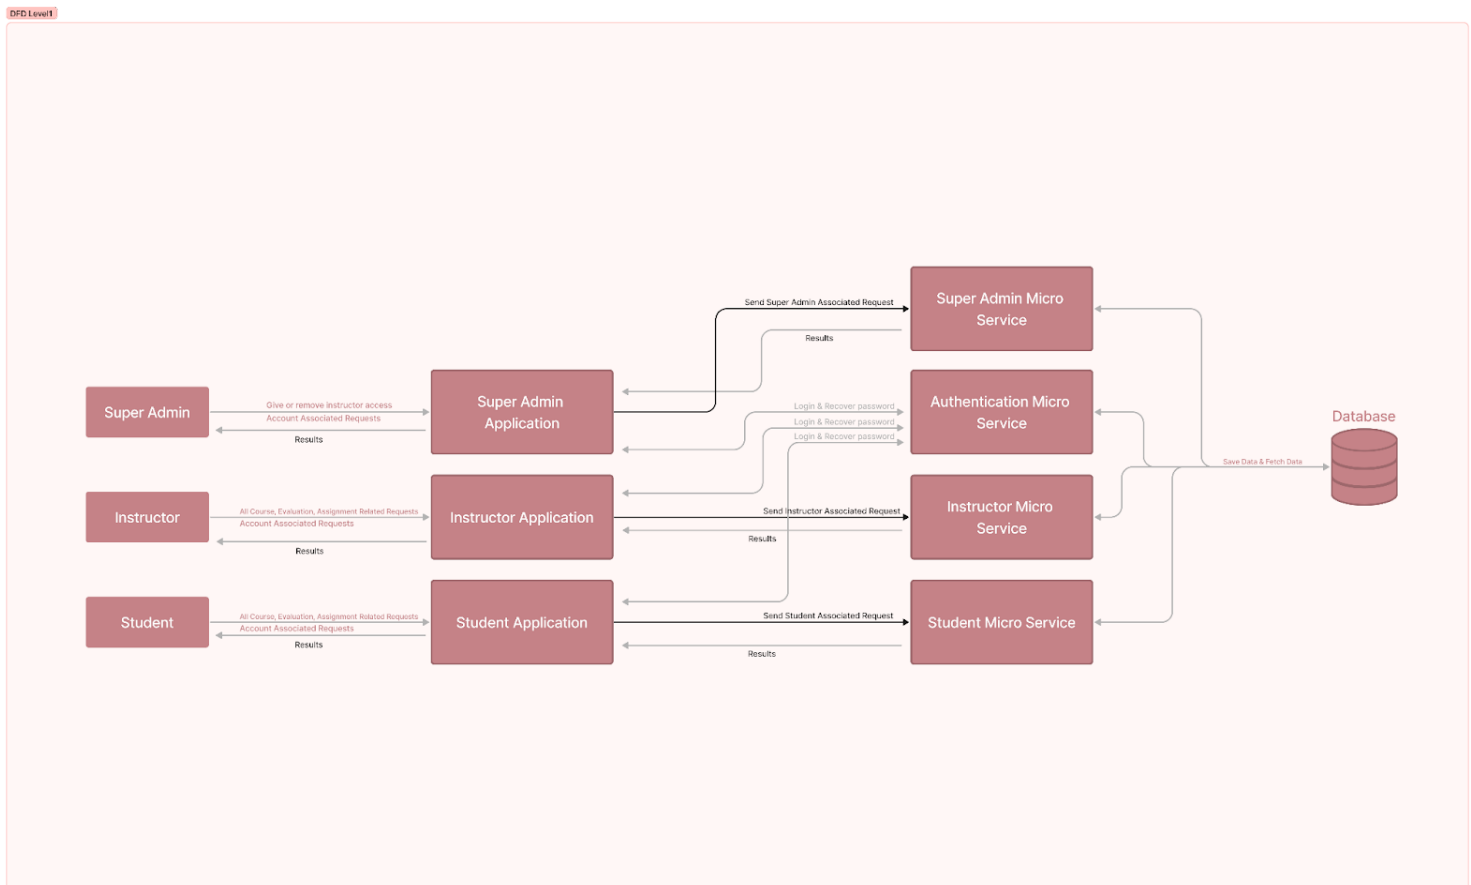 DFD Level1
Send Super Admin Associated Request
Super Admin Micro
Service
Results
Super Admin
Give or remove instructor access
Account Associated Requests
Results
Super Admin
Application
Login & Recover password
Login & Recover password
Login & Recover password
Authentication Micro
Service
Database
Save Data & Fetch Data
Instructor
All Course, Evaluation, Assignment Related Requests
Account Associated Requests
Results
Instructor Application
Send Instructor Associated Request
Results
Instructor Micro
Service
Student
All Course, Evaluation, Assignment Related Requests
Account Associated Requests
Results
Student Application
Send Student Associated Request
Results
Student Micro Service